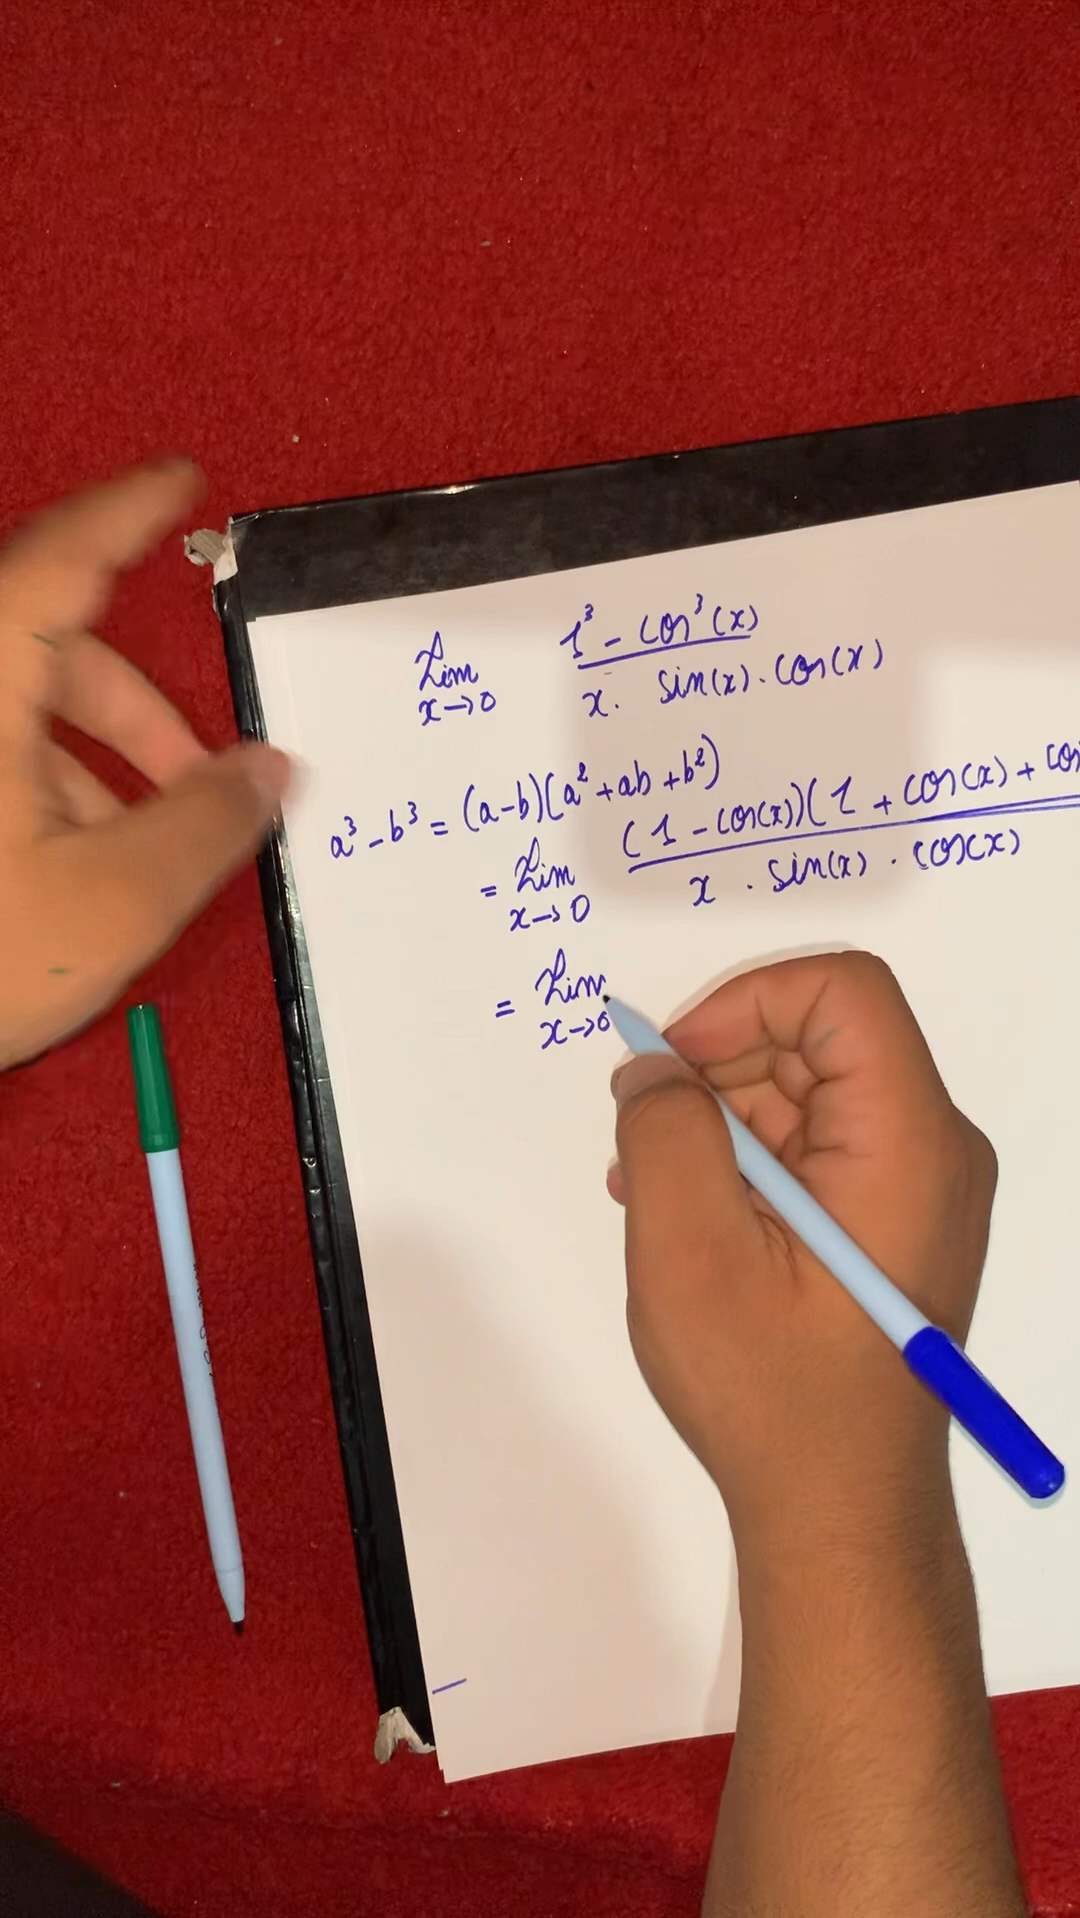 Lim x→0 1³ - cos³(x) / x. sin(x). cos(x)
a³ - b³ = (a-b)(a² + ab + b²)
= Lim x→0 (1 - cos(x))(1 + cos(x) + cos / x . sin(x) . cos(x)
= Lim x→0